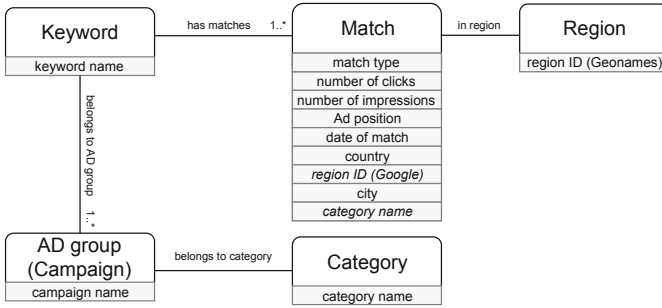 Keyword
keyword name
has matches 1..*
Match
match type
number of clicks
number of impressions
Ad position
date of match
country
region ID (Google)
city
category name
in region
Region
region ID (Geonames)
belongs to AD group 1..*
AD group
(Campaign)
campaign name
belongs to category
Category
category name